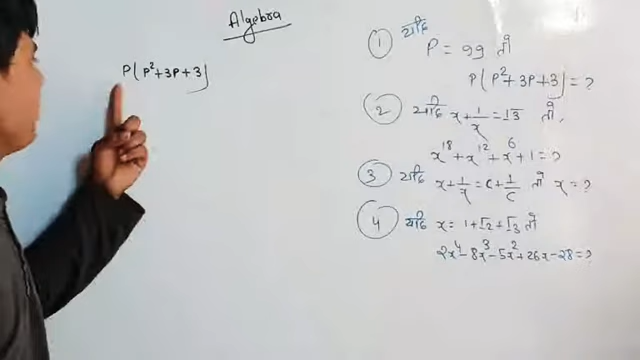 Algebra
P(P²+3P+3)
① यदि
P = 99 तो
P(P²+3P+3) = ?
② यदि x + 1/x = √3 तो,
x¹⁸ + x¹² + x⁶ + 1 = ?
③ यदि x + 1/x = c + 1/c तो x = ?
④ यदि x = 1 + √2 + √3 तो
2x⁴ - 8x³ - 5x² + 26x - 28 = ?